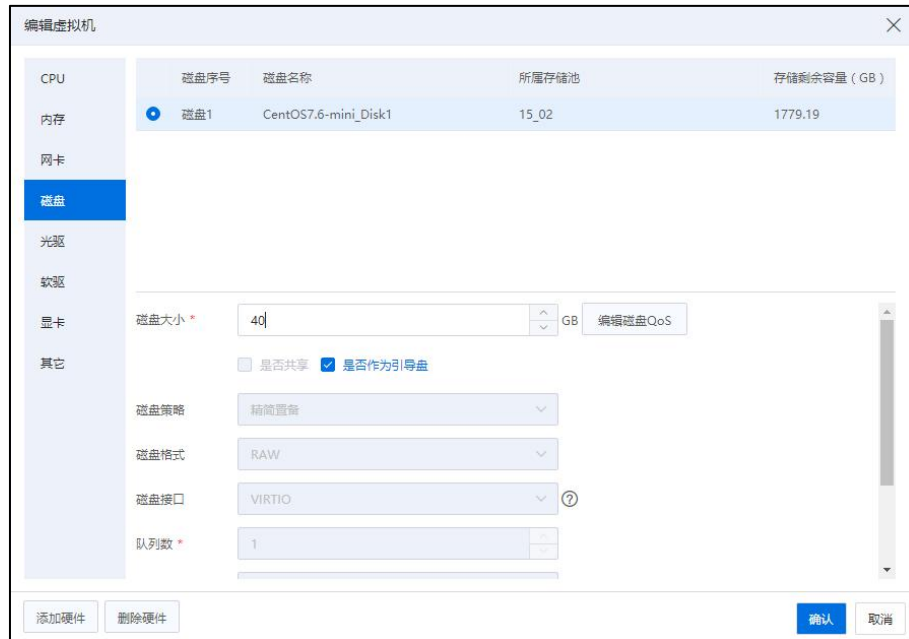 编辑虚拟机
CPU
内存
网卡
磁盘
光驱
软驱
显卡
其它
磁盘序号 磁盘名称 所属存储池 存储剩余容量（GB）
磁盘1 CentOS7.6-mini_Disk1 15_02 1779.19
磁盘大小 * 40 GB 编辑磁盘QoS
是否共享 是否作为引导盘
磁盘策略 精简置备
磁盘格式 RAW
磁盘接口 VIRTIO ?
队列数 * 1
添加硬件 删除硬件 确认 取消